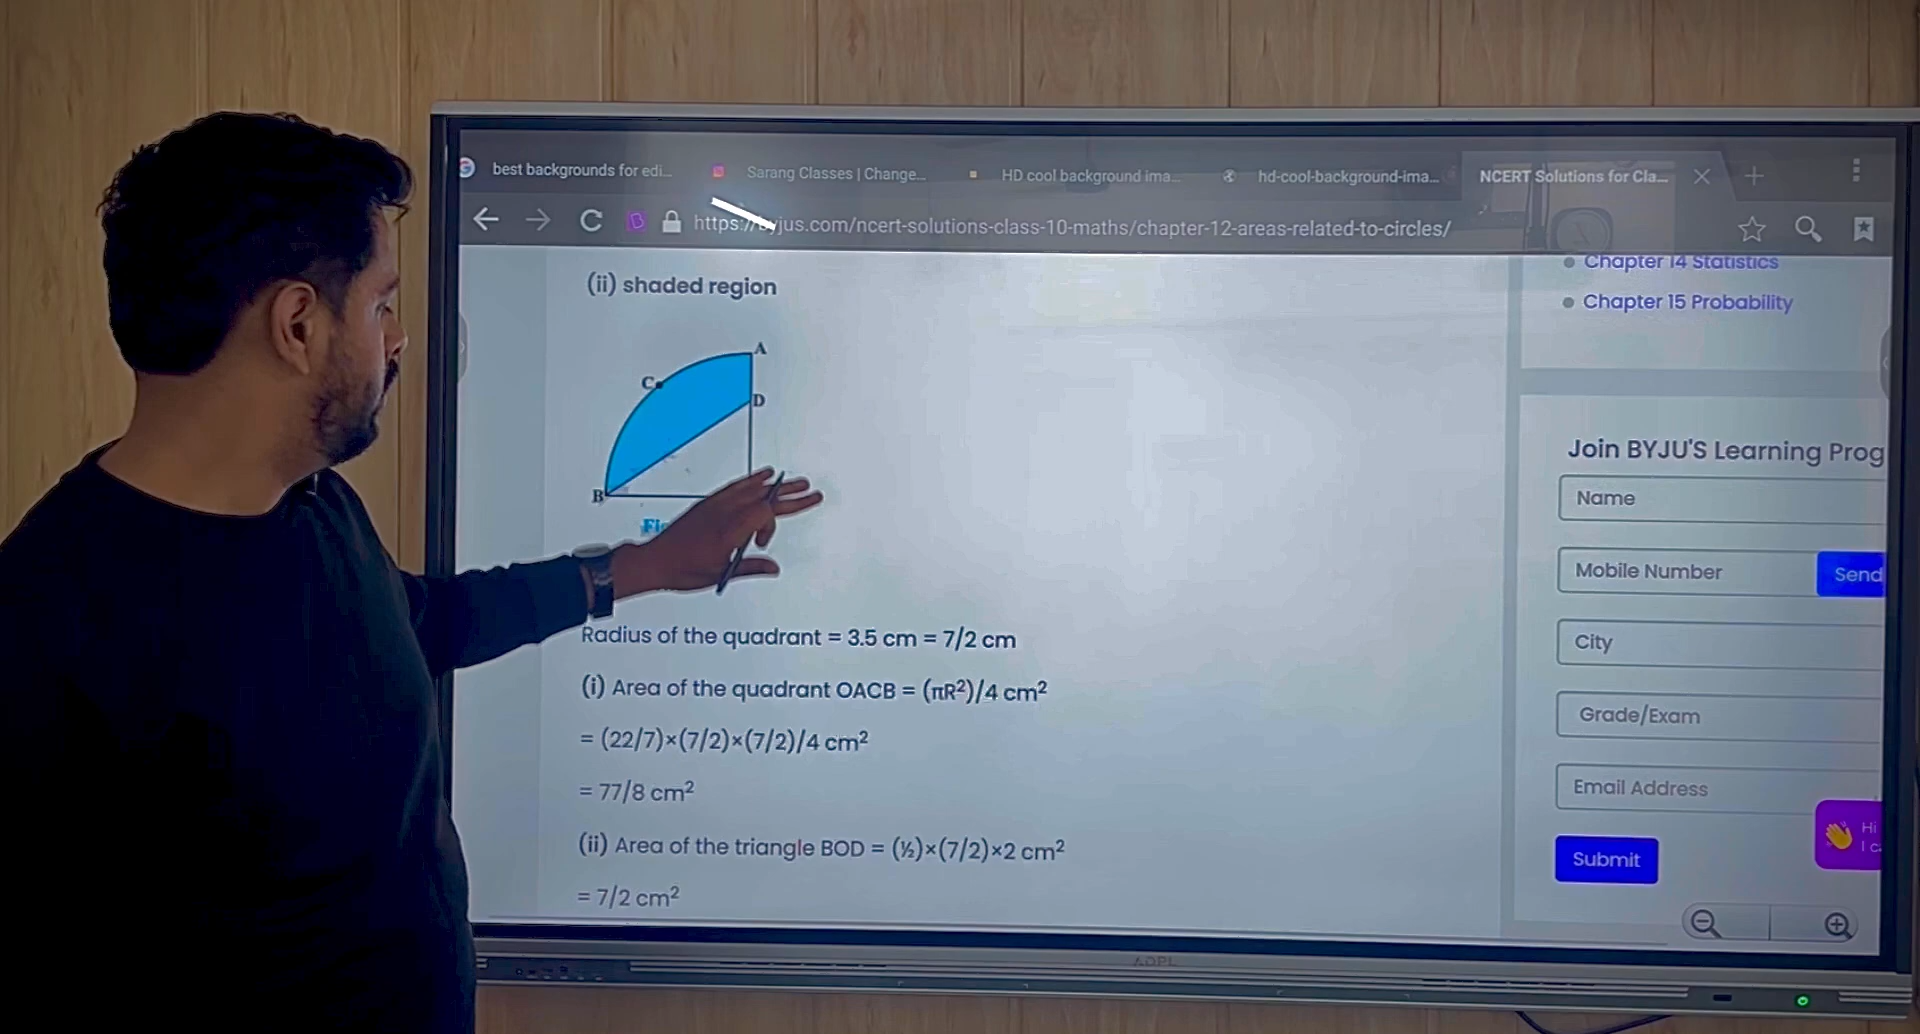 best backgrounds for edi...
Sarang Classes | Change...
HD cool background ima...
hd-cool-background-ima...
NCERT Solutions for Cla...
https://byjus.com/ncert-solutions-class-10-maths/chapter-12-areas-related-to-circles/
(ii) shaded region
A
C
D
B
Fi
Radius of the quadrant = 3.5 cm = 7/2 cm
(i) Area of the quadrant OACB = (πR²)/4 cm²
= (22/7)×(7/2)×(7/2)/4 cm²
= 77/8 cm²
(ii) Area of the triangle BOD = (½)×(7/2)×2 cm²
= 7/2 cm²
Chapter 14 Statistics
Chapter 15 Probability
Join BYJU'S Learning Prog
Name
Mobile Number
Send
City
Grade/Exam
Email Address
Hi
I c
Submit
ADPL